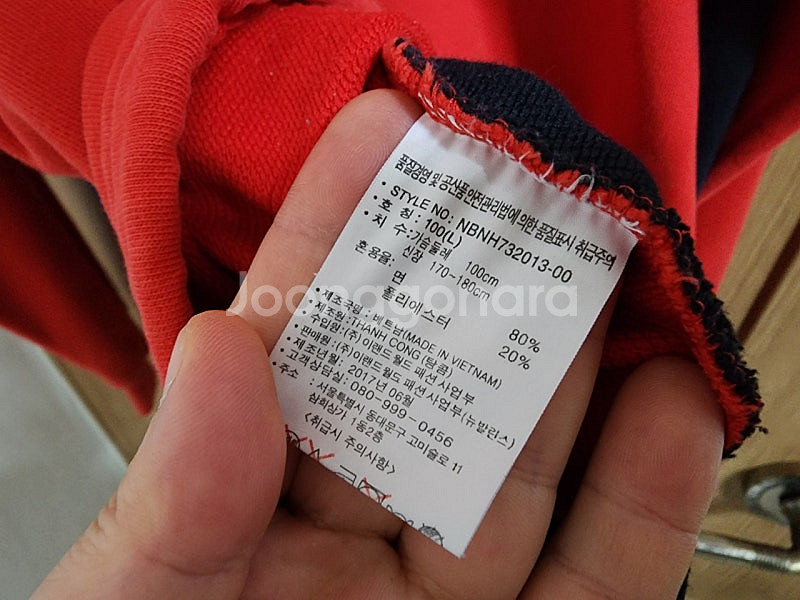 품질경영 및 공산품안전관리법에 의한 품질표시 취급주의
• STYLE NO: NBNH732013-00
• 호 칭: 100(L)
• 치 수:가슴둘레 100cm
신장 170~180cm
혼용율: 면 80%
폴리에스터 20%
• 제조국명: 베트남(MADE IN VIETNAM)
• 제조원:THANH CONG (탐콤)
• 수입원:(주)이랜드월드 패션사업부
• 판매원:(주)이랜드월드 패션사업부(뉴발란스)
• 제조년월: 2017년 06월
• 고객상담실: 080-999-0456
• 주소 : 서울특별시 동대문구 고미술로 11
삼희상가 1동2층
<취급시 주의사항>
Joonggonara